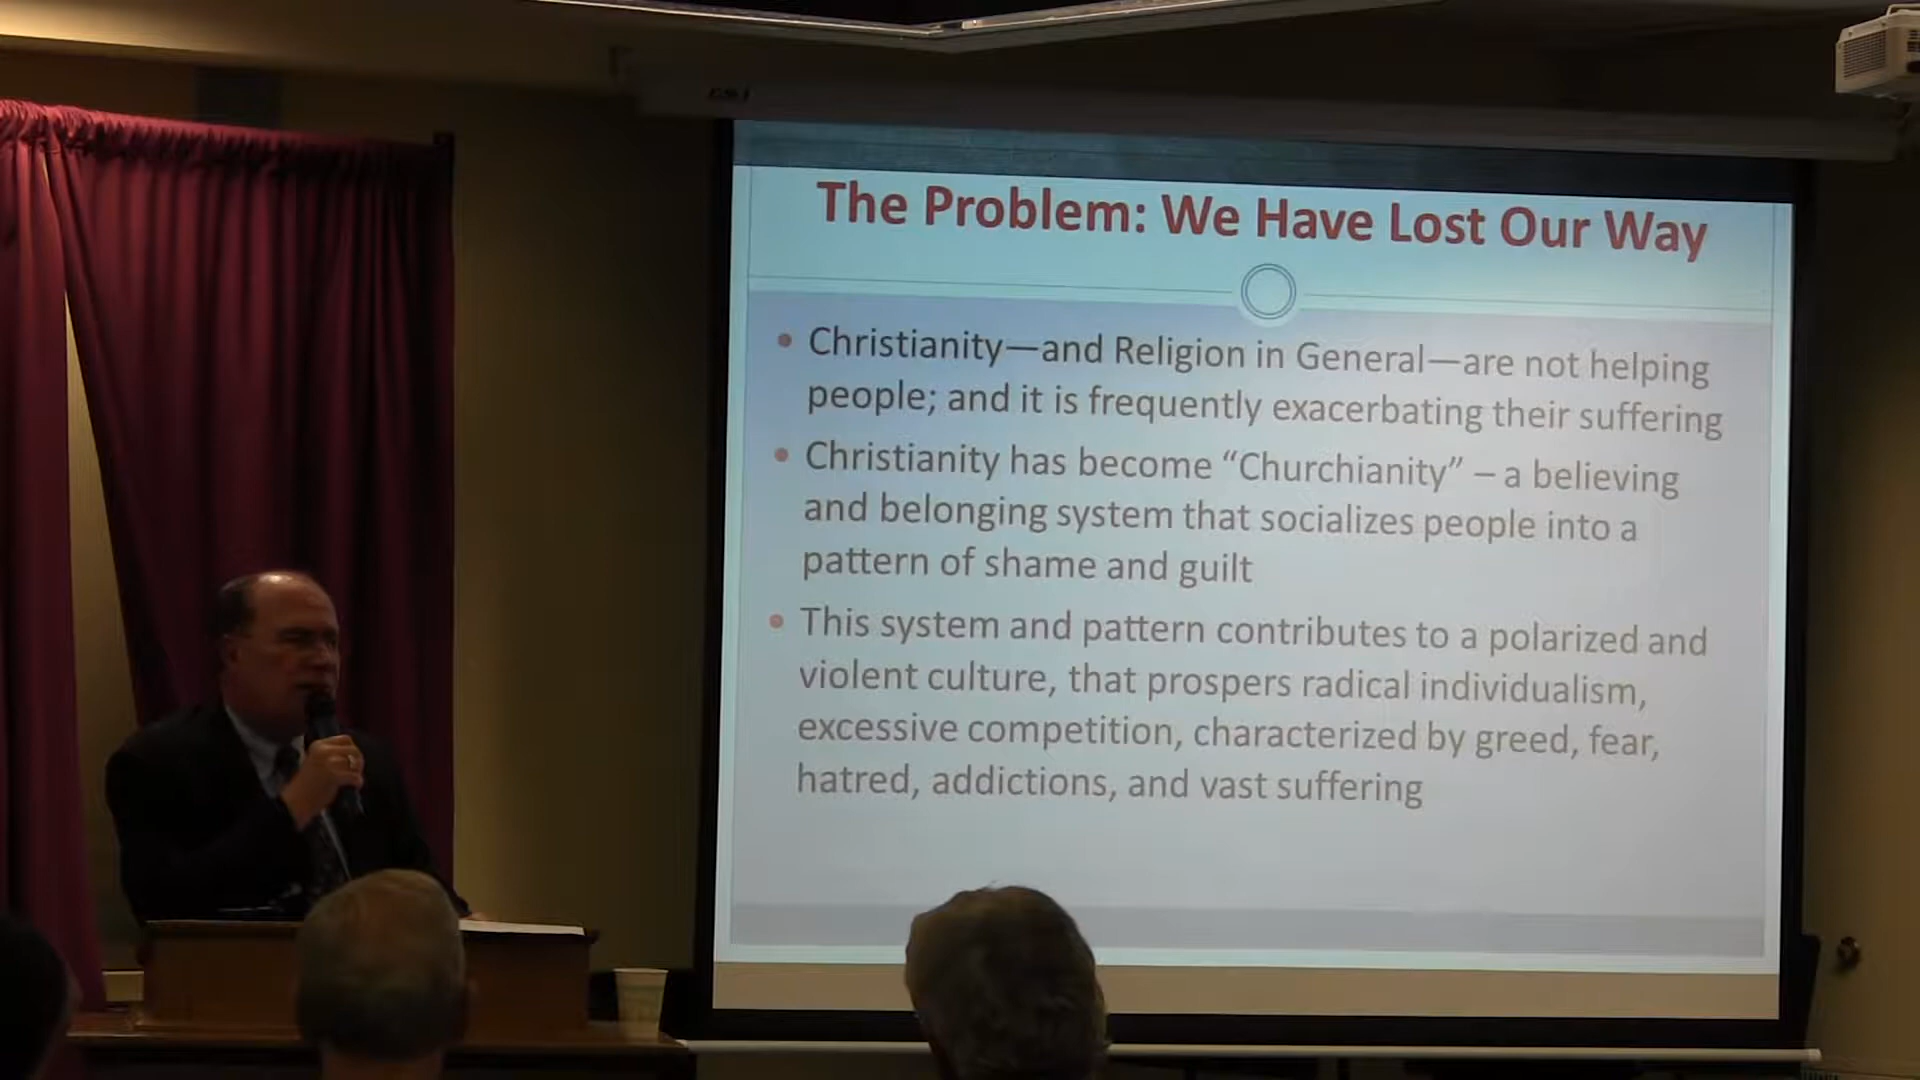 The Problem: We Have Lost Our Way
• Christianity—and Religion in General—are not helping
people; and it is frequently exacerbating their suffering
• Christianity has become “Churchianity” – a believing
and belonging system that socializes people into a
pattern of shame and guilt
• This system and pattern contributes to a polarized and
violent culture, that prospers radical individualism,
excessive competition, characterized by greed, fear,
hatred, addictions, and vast suffering